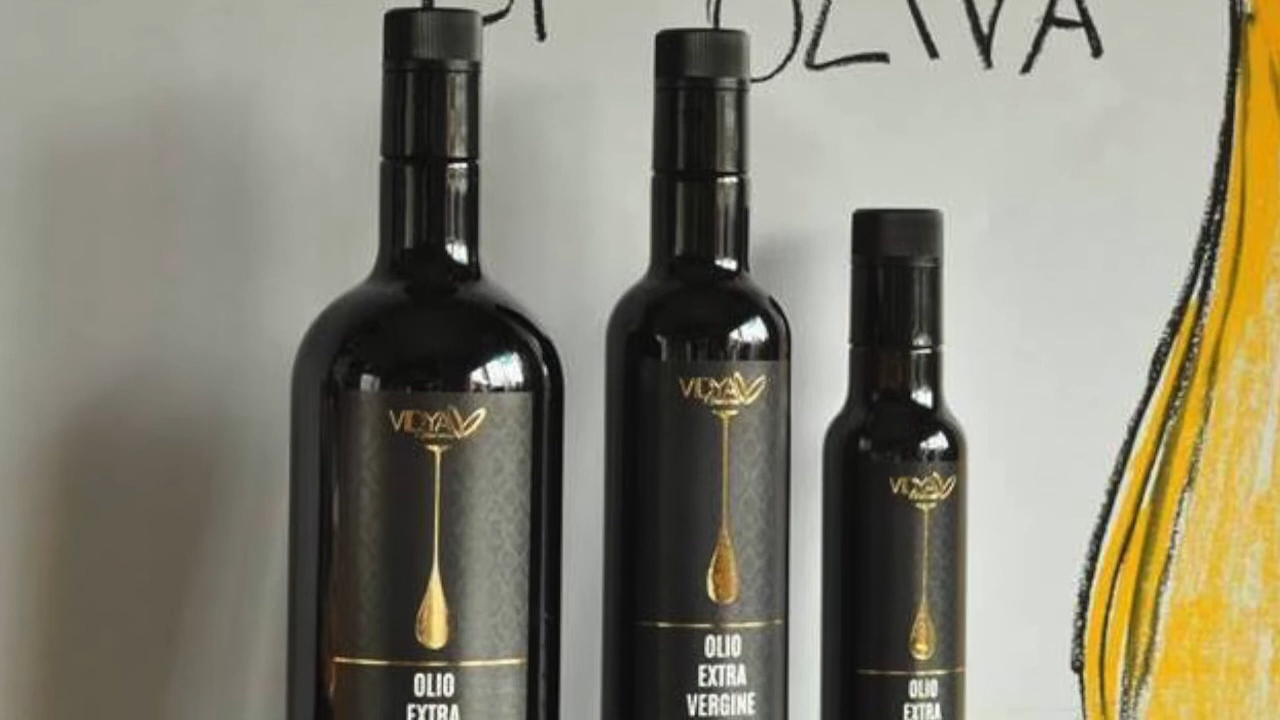 OLIVA
VIDYA
OLIO
EXTRA
VIDYA
OLIO
EXTRA
VERGINE
VIDYA
OLIO
EXTRA